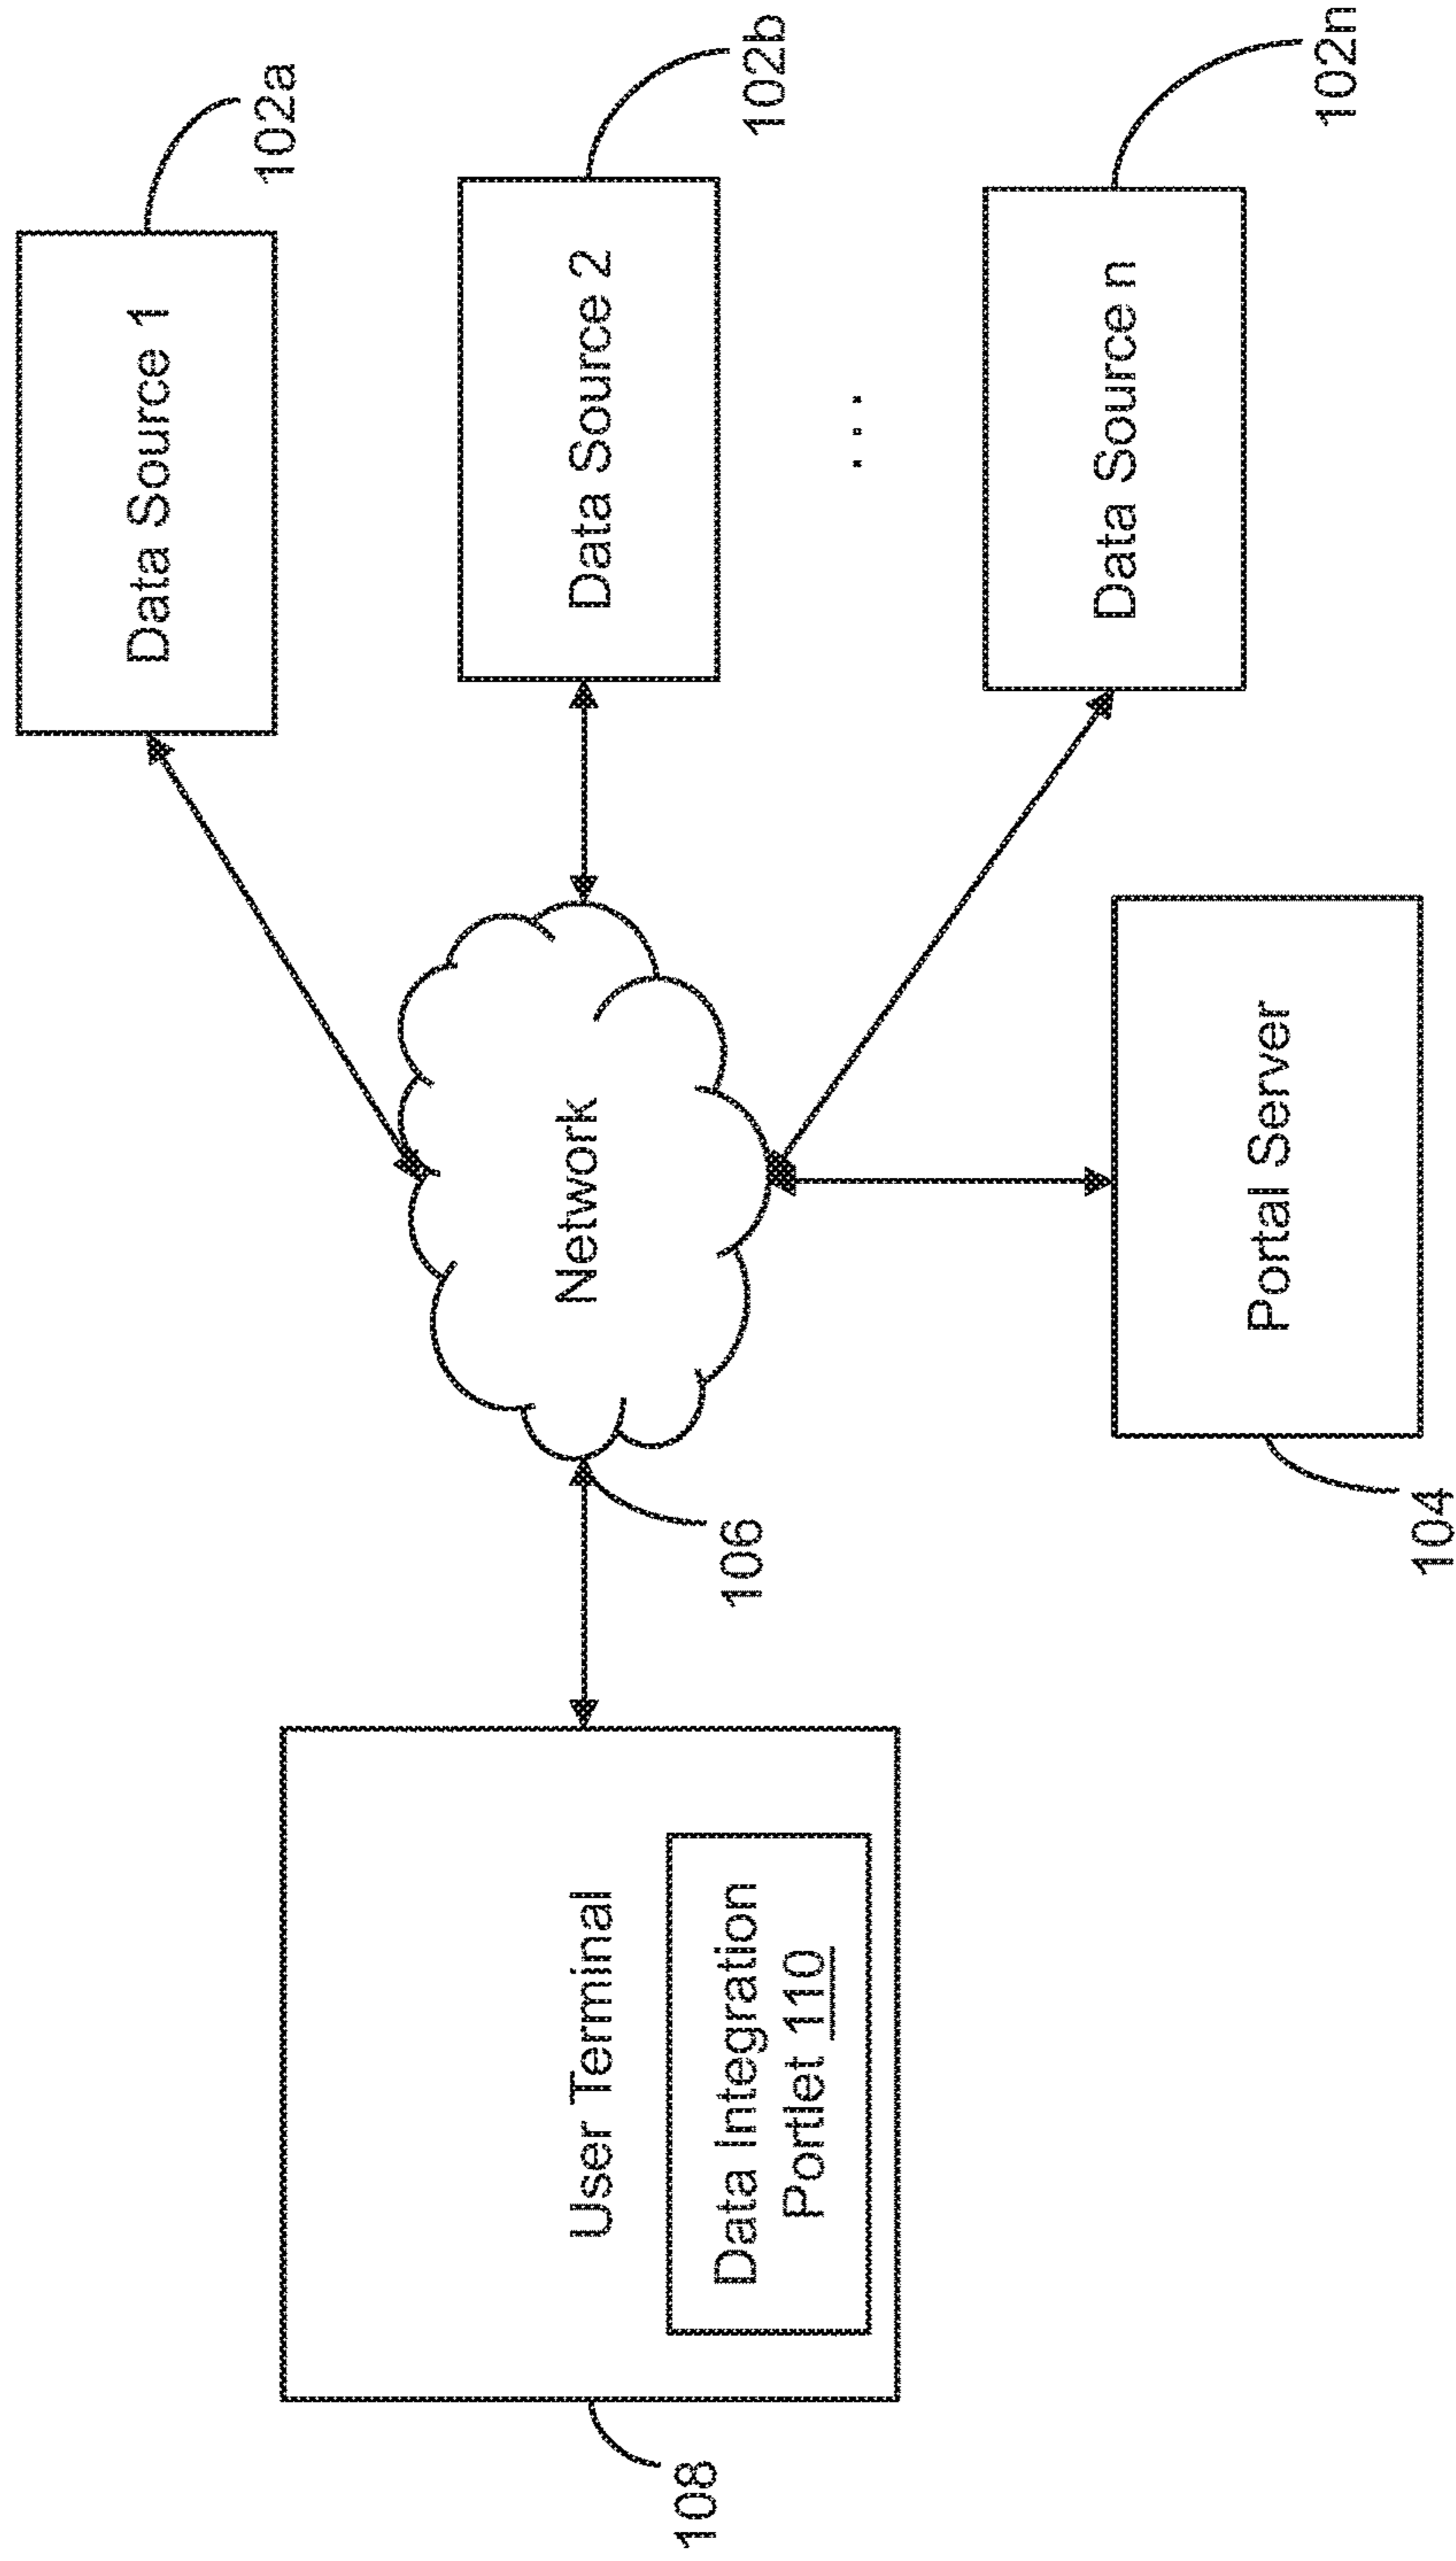 Data Source 1
102a
Data Source 2
102b
. . .
Data Source n
102n
Network
106
Portal Server
104
User Terminal
Data Integration
Portlet 110
108